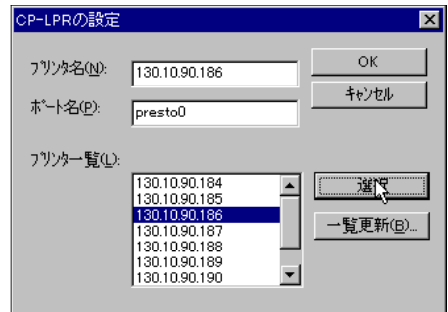 CP-LPRの設定
プリンタ名(N):
130.10.90.186
OK
キャンセル
ポート名(P):
presto0
プリンタ一覧(L):
130.10.90.184
130.10.90.185
130.10.90.186
130.10.90.187
130.10.90.188
130.10.90.189
130.10.90.190
選択
一覧更新(B)...